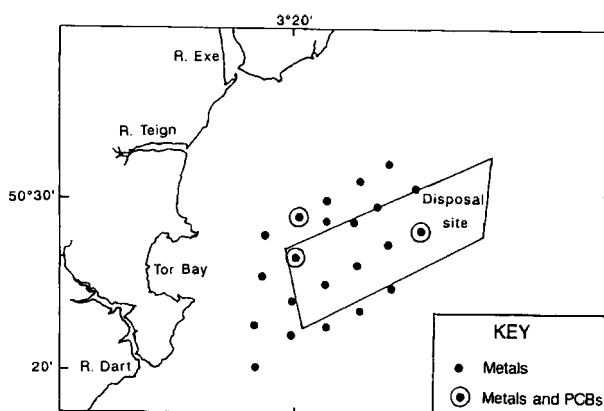 3°20'
R. Exe
R. Teign
50°30'
Disposal
site
Tor Bay
KEY
20'
R. Dart
Metals
Metals and PCBs